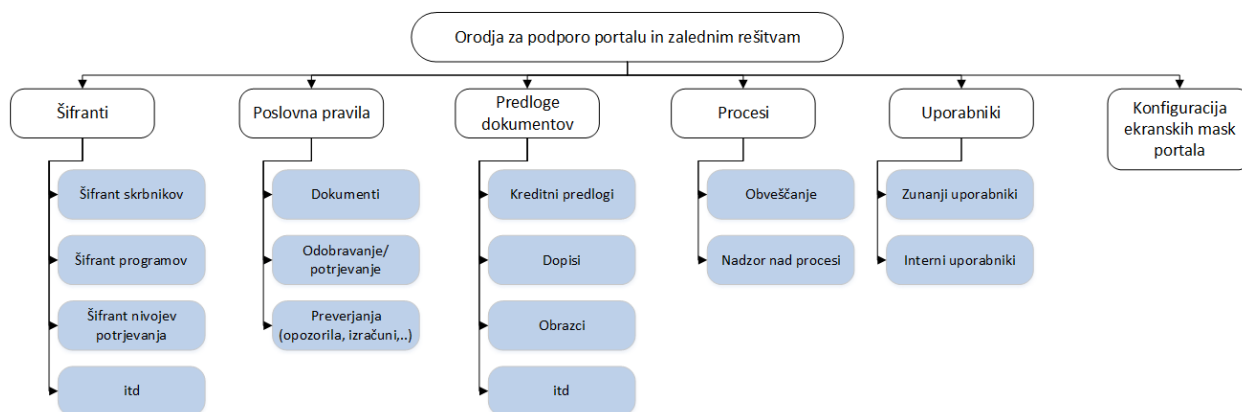 Orodja za podporo portalu in zalednim rešitvam
Šifranti
Poslovna pravila
Predloge
dokumentov
Procesi
Uporabniki
Konfiguracija
ekranskih mask
portala
Šifrant skrbnikov
Šifrant programov
Šifrant nivojev
potrjevanja
itd
Dokumenti
Odobravanje/
potrjevanje
Preverjanja
(opozorila, izračuni,..)
Kreditni predlogi
Dopisi
Obrazci
itd
Obveščanje
Nadzor nad procesi
Zunanji uporabniki
Interni uporabniki